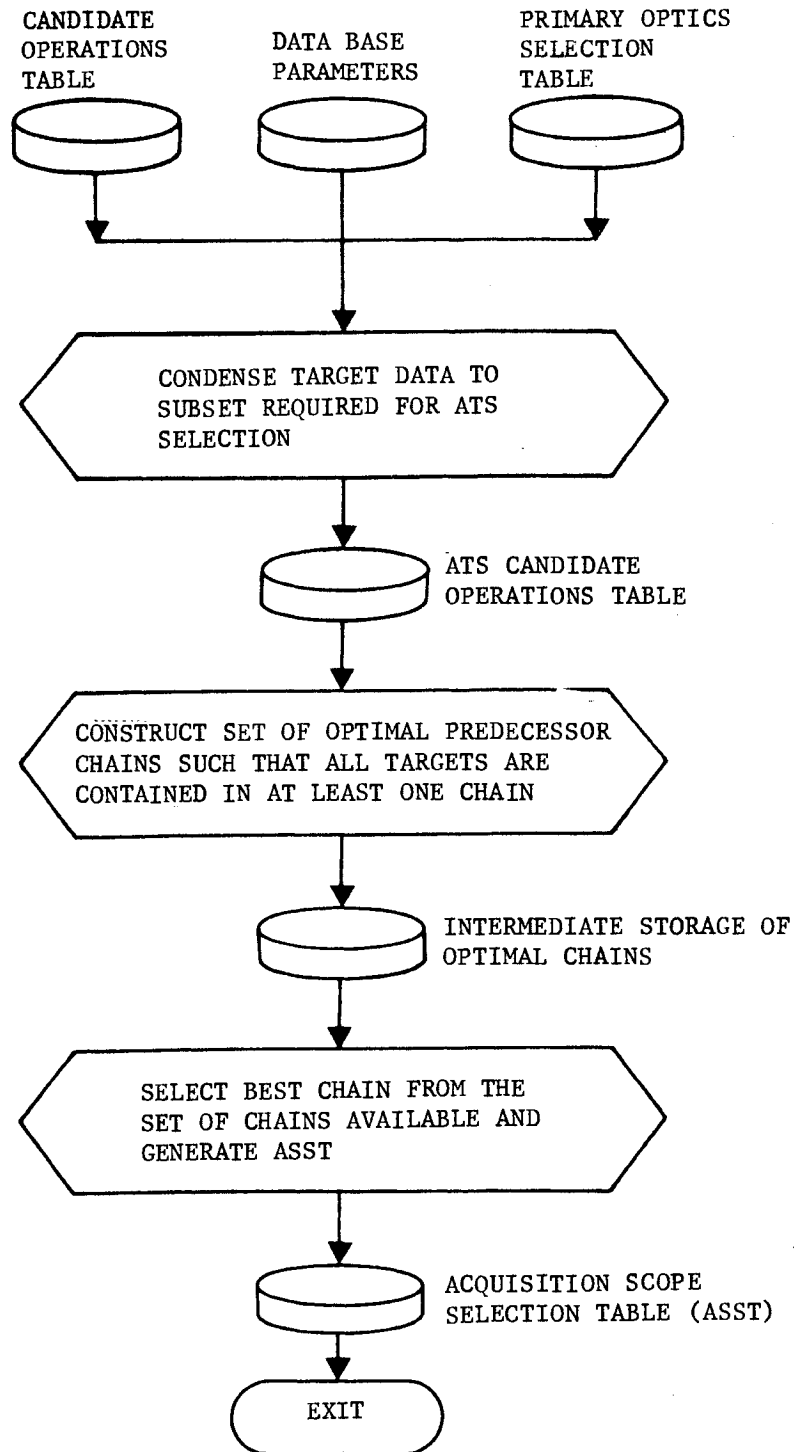 CANDIDATE
OPERATIONS
TABLE
DATA BASE
PARAMETERS
PRIMARY OPTICS
SELECTION
TABLE
CONDENSE TARGET DATA TO
SUBSET REQUIRED FOR ATS
SELECTION
ATS CANDIDATE
OPERATIONS TABLE
CONSTRUCT SET OF OPTIMAL PREDECESSOR
CHAINS SUCH THAT ALL TARGETS ARE
CONTAINED IN AT LEAST ONE CHAIN
INTERMEDIATE STORAGE OF
OPTIMAL CHAINS
SELECT BEST CHAIN FROM THE
SET OF CHAINS AVAILABLE AND
GENERATE ASST
ACQUISITION SCOPE
SELECTION TABLE (ASST)
EXIT